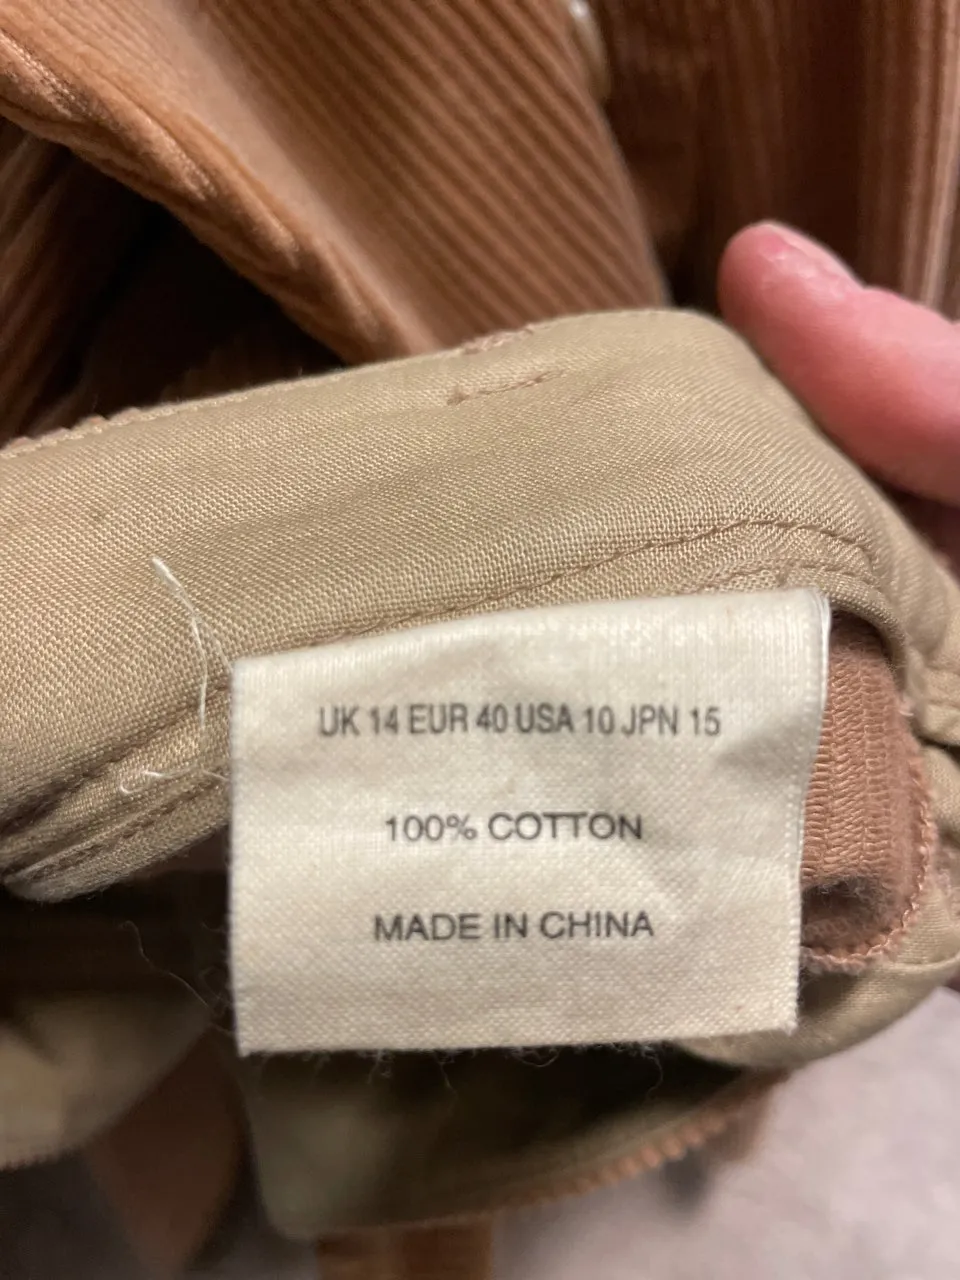 UK 14 EUR 40 USA 10 JPN 15
100% COTTON
MADE IN CHINA